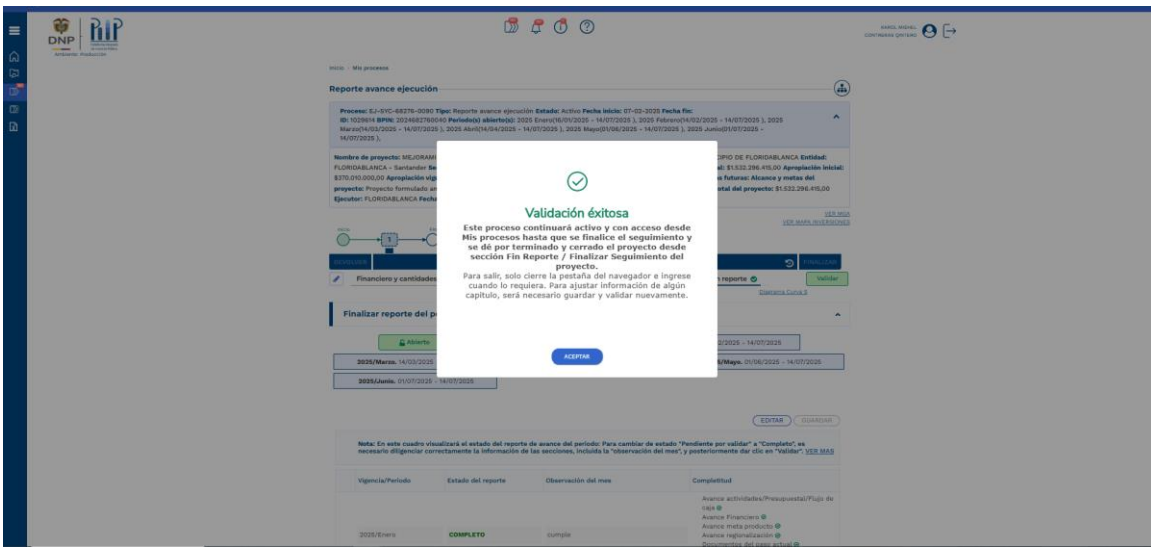 DNP
PIIP
Ambiente: Producción
Inicio / Mis procesos
Reporte avance ejecución
Proceso: EJ-SYC-68276-0090 Tipo: Reporte avance ejecución Estado: Activo Fecha inicio: 07-02-2025 Fecha fin:
2025 Enero(16/01/2025 - 14/07/2025 ), 2025 Febrero(14/02/2025 - 14/07/2025 ), 2025
Marzo(14/03/2025 - 14/07/2025 ), 2025 Abril(14/04/2025 - 14/07/2025 ), 2025 Mayo(01/06/2025 - 14/07/2025 ), 2025 Junio(01/07/2025 -
14/07/2025 ),
Nombre de proyecto: MEJORAMI
IPIO DE FLORIDABLANCA Entidad:
FLORIDABLANCA - Santander Se
al: $1.532.296.415,00 Apropiación inicial:
$370.010.000,00 Apropiación vig
s futuras: Alcance y metas del
proyecto: Proyecto formulado an
otal del proyecto: $1.532.296.415,00
Ejecutor: FLORIDABLANCA Fecha
VER MGA
VER MAPA INVERSIONES
Inicio
1
DEVOLVER
FINALIZAR
Financiero y cantidades
n reporte
Validar
Diagrama Curva S
Finalizar reporte del p
Abierto
2/2025 - 14/07/2025
2025/Marzo. 14/03/2025
5/Mayo. 01/06/2025 - 14/07/2025
2025/Junio. 01/07/2025 - 14/07/2025
Validación éxitosa
Este proceso continuará activo y con acceso desde
Mis procesos hasta que se finalice el seguimiento y
se dé por terminado y cerrado el proyecto desde
sección Fin Reporte / Finalizar Seguimiento del
proyecto.
Para salir, solo cierre la pestaña del navegador e ingrese
cuando lo requiera. Para ajustar información de algún
capítulo, será necesario guardar y validar nuevamente.
ACEPTAR
EDITAR
GUARDAR
Nota: En este cuadro visualizará el estado del reporte de avance del periodo: Para cambiar de estado "Pendiente por validar" a "Completo", es
necesario diligenciar correctamente la información de las secciones, incluida la "observación del mes", y posteriormente dar clic en "Validar". VER MAS
Vigencia/Periodo
Estado del reporte
Observación del mes
Completitud
Avance actividades/Presupuestal/Flujo de
caja
Avance Financiero
Avance meta producto
Avance regionalización
Documentos del paso actual
2025/Enero
COMPLETO
cumple